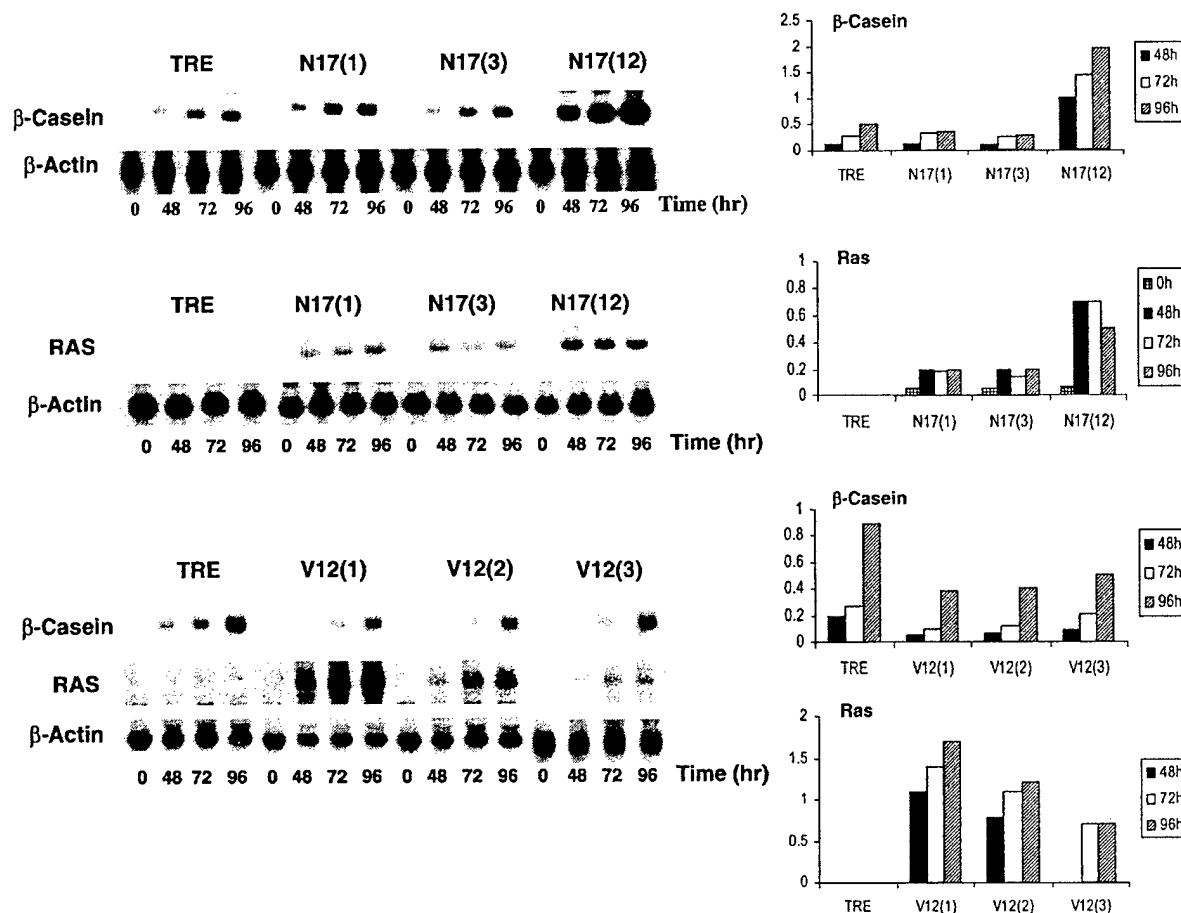 TRE N17(1) N17(3) N17(12)
β-Casein
β-Actin
0 48 72 96 0 48 72 96 0 48 72 96 0 48 72 96 Time (hr)
TRE N17(1) N17(3) N17(12)
RAS
β-Actin
0 48 72 96 0 48 72 96 0 48 72 96 0 48 72 96 Time (hr)
TRE V12(1) V12(2) V12(3)
β-Casein
RAS
β-Actin
0 48 72 96 0 48 72 96 0 48 72 96 0 48 72 96 Time (hr)
β-Casein
2.5
2
1.5
1
0.5
0
TRE N17(1) N17(3) N17(12)
48h
72h
96h
Ras
1
0.8
0.6
0.4
0.2
0
TRE N17(1) N17(3) N17(12)
0h
48h
72h
96h
β-Casein
1
0.8
0.6
0.4
0.2
0
TRE V12(1) V12(2) V12(3)
48h
72h
96h
Ras
2
1.5
1
0.5
0
TRE V12(1) V12(2) V12(3)
48h
72h
96h